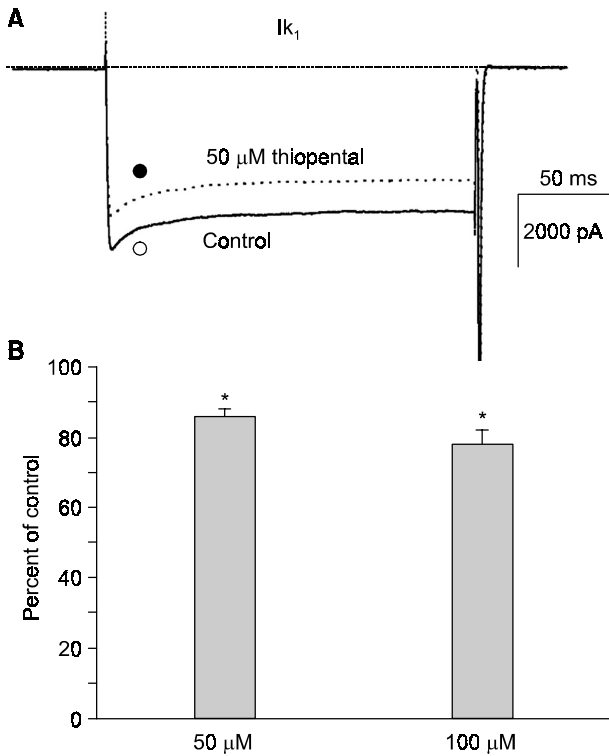 A
Ik1
50 μM thiopental
Control
50 ms
2000 pA
B
Percent of control
100
80
60
40
20
0
*
*
50 μM
100 μM